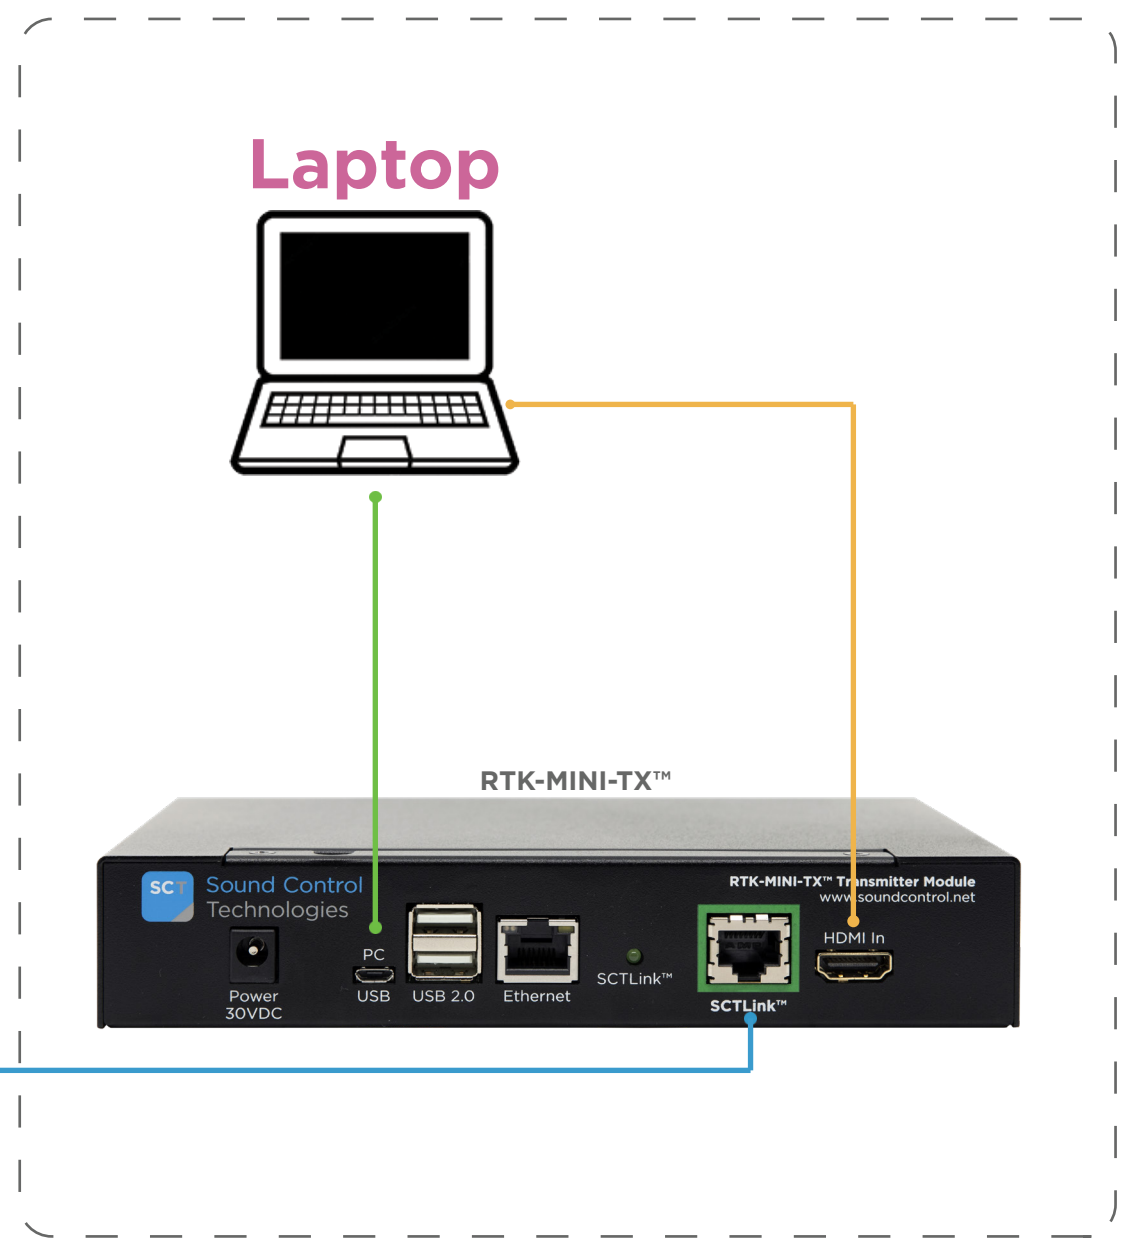 Laptop
RTK-MINI-TX™
SCT
Sound Control
Technologies
RTK-MINI-TX™ Transmitter Module
www.soundcontrol.net
HDMI In
PC
USB
USB 2.0
Ethernet
SCTLink™
SCTLink™
Power
30VDC